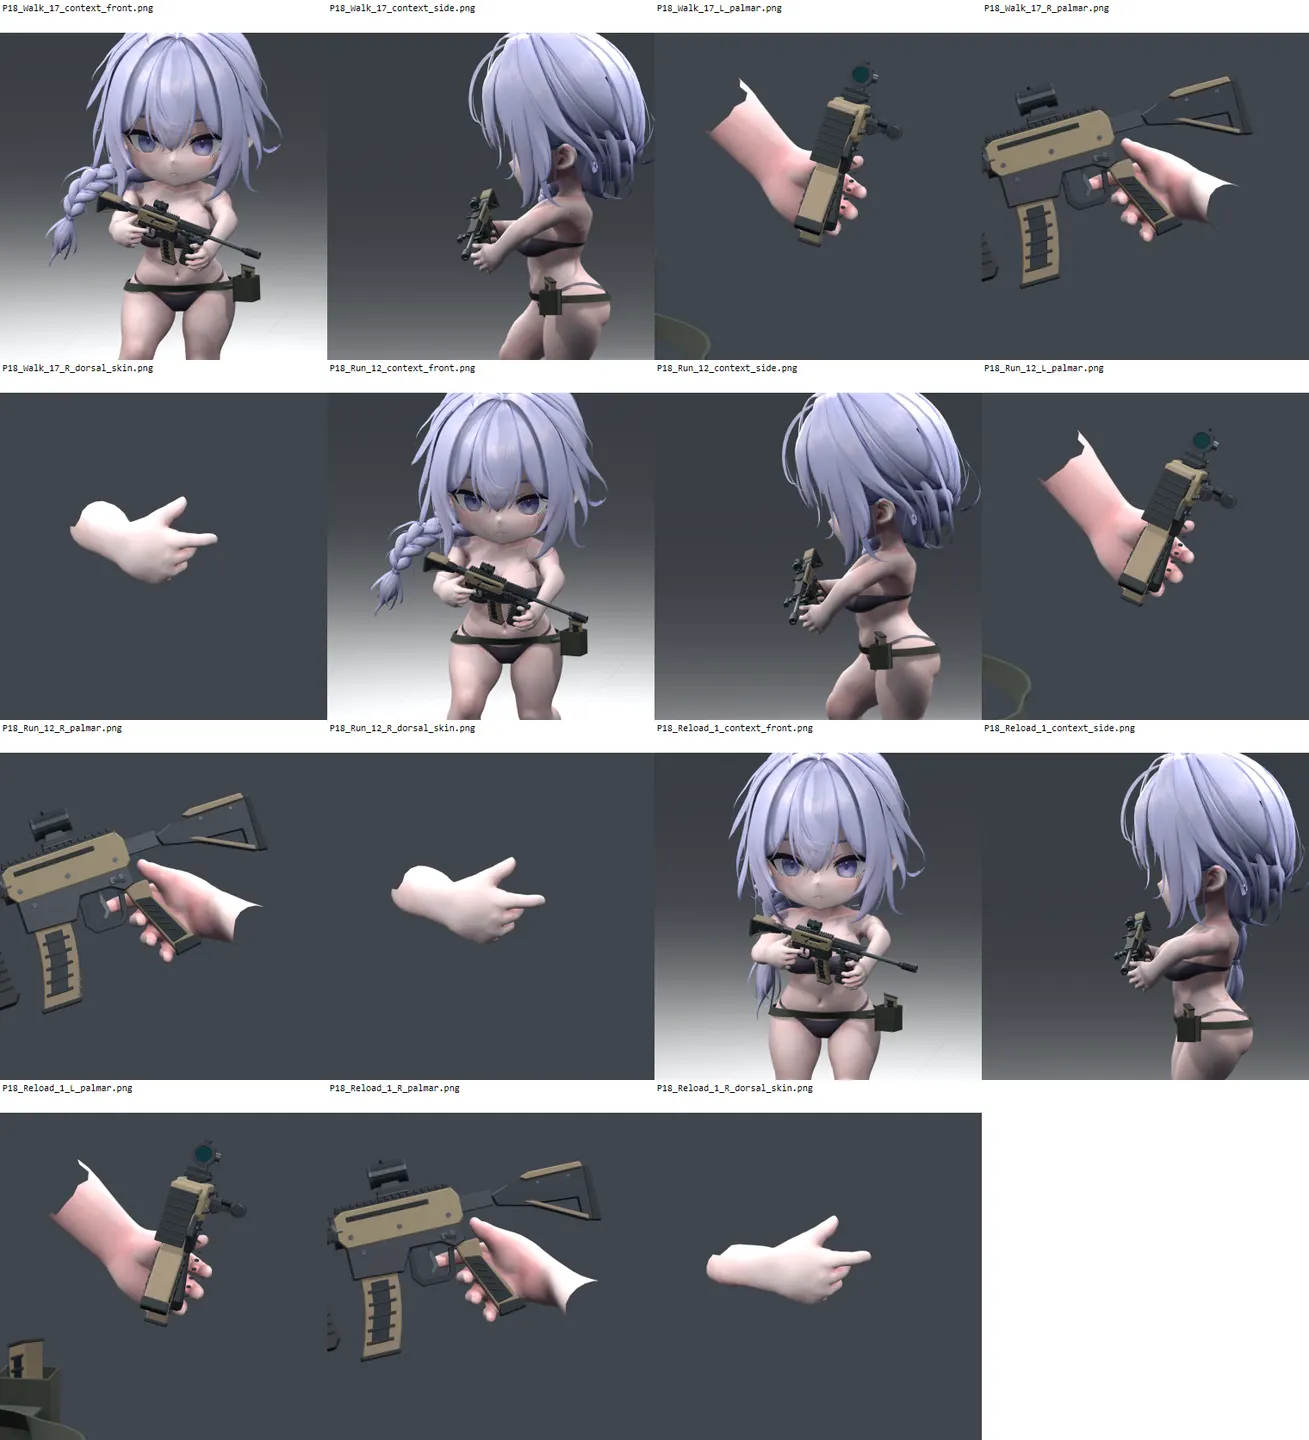 P18_Walk_17_context_front.png
P18_Walk_17_context_side.png
P18_Walk_17_L_palmar.png
P18_Walk_17_R_palmar.png
P18_Walk_17_R_dorsal_skin.png
P18_Run_12_context_front.png
P18_Run_12_context_side.png
P18_Run_12_L_palmar.png
P18_Run_12_R_palmar.png
P18_Run_12_R_dorsal_skin.png
P18_Reload_1_context_front.png
P18_Reload_1_context_side.png
P18_Reload_1_L_palmar.png
P18_Reload_1_R_palmar.png
P18_Reload_1_R_dorsal_skin.png